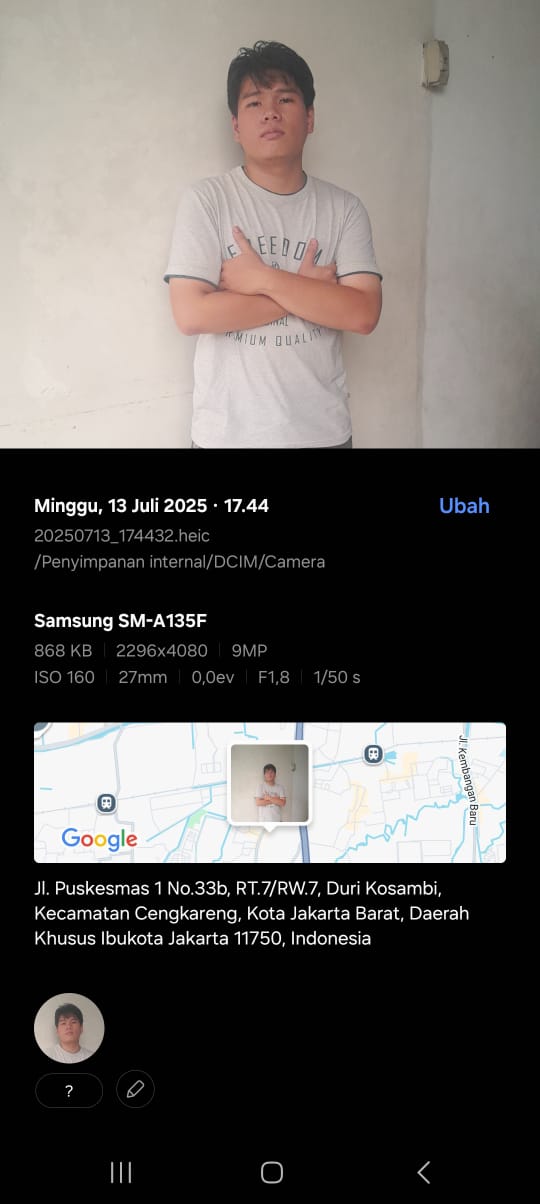 FREEDOM
PREMIUM QUALITY
Minggu, 13 Juli 2025 · 17.44
Ubah
20250713_174432.heic
/Penyimpanan internal/DCIM/Camera
Samsung SM-A135F
868 KB 2296x4080 9MP
ISO 160 27mm 0,0ev F1,8 1/50 s
Jl. Kembangan Baru
Google
Jl. Puskesmas 1 No.33b, RT.7/RW.7, Duri Kosambi,
Kecamatan Cengkareng, Kota Jakarta Barat, Daerah
Khusus Ibukota Jakarta 11750, Indonesia
?